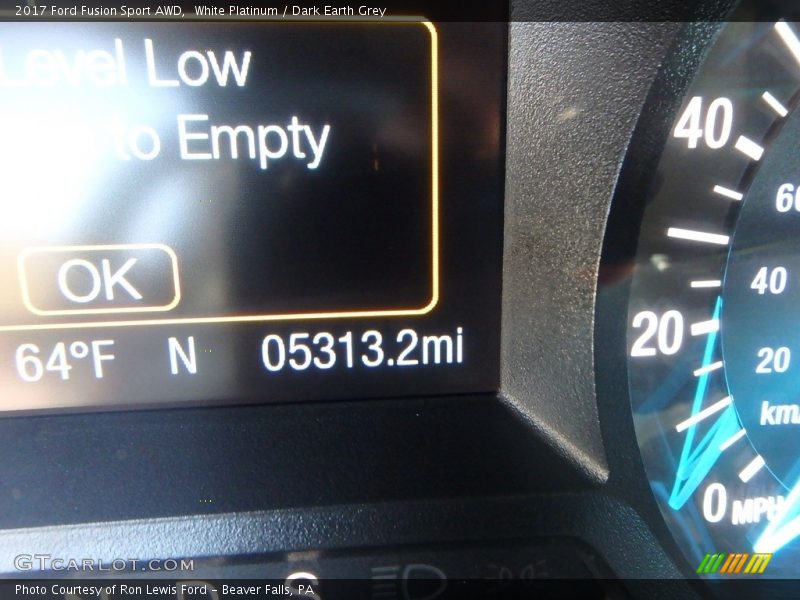 2017 Ford Fusion Sport AWD,  White Platinum / Dark Earth Grey
Level Low
to Empty
OK
64°F N 05313.2mi
40
20
0 MPH
60
40
20
km/
GTCARLOT.COM
Photo Courtesy of Ron Lewis Ford - Beaver Falls, PA